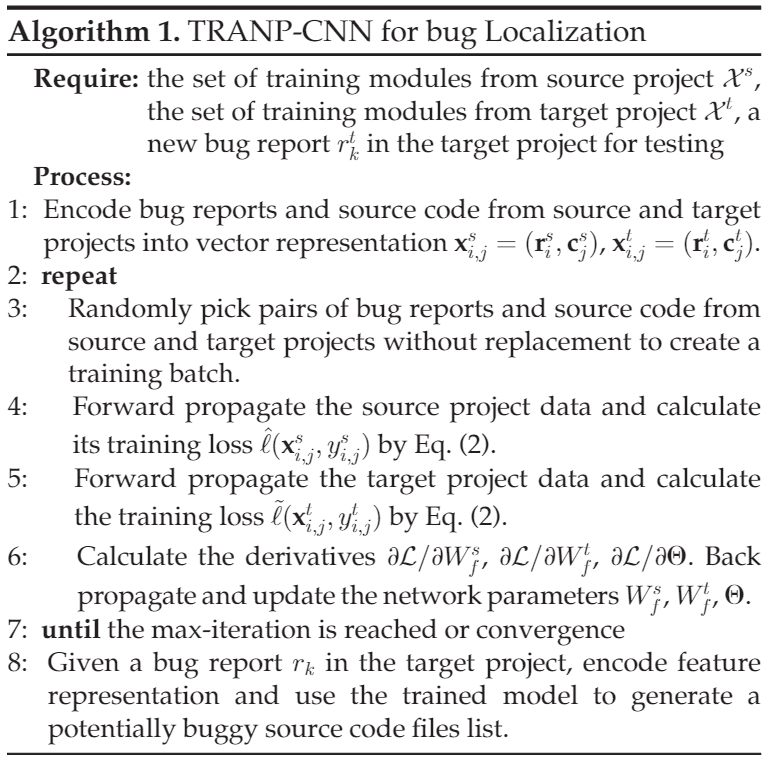 Algorithm 1. TRANP-CNN for bug Localization
Require: the set of training modules from source project 𝒳ˢ,
the set of training modules from target project 𝒳ᵗ, a
new bug report $r_k^t$ in the target project for testing
Process:
1: Encode bug reports and source code from source and target
projects into vector representation $\mathbf{x}_{i,j}^s = (\mathbf{r}_i^s, \mathbf{c}_j^s)$, $\mathbf{x}_{i,j}^t = (\mathbf{r}_i^t, \mathbf{c}_j^t)$.
2: repeat
3: Randomly pick pairs of bug reports and source code from
source and target projects without replacement to create a
training batch.
4: Forward propagate the source project data and calculate
its training loss $\hat{\ell}(\mathbf{x}_{i,j}^s, y_{i,j}^s)$ by Eq. (2).
5: Forward propagate the target project data and calculate
the training loss $\tilde{\ell}(\mathbf{x}_{i,j}^t, y_{i,j}^t)$ by Eq. (2).
6: Calculate the derivatives $\partial\mathcal{L}/\partial W_f^s$, $\partial\mathcal{L}/\partial W_f^t$, $\partial\mathcal{L}/\partial\Theta$. Back
propagate and update the network parameters $W_f^s$, $W_f^t$, $\Theta$.
7: until the max-iteration is reached or convergence
8: Given a bug report $r_k$ in the target project, encode feature
representation and use the trained model to generate a
potentially buggy source code files list.